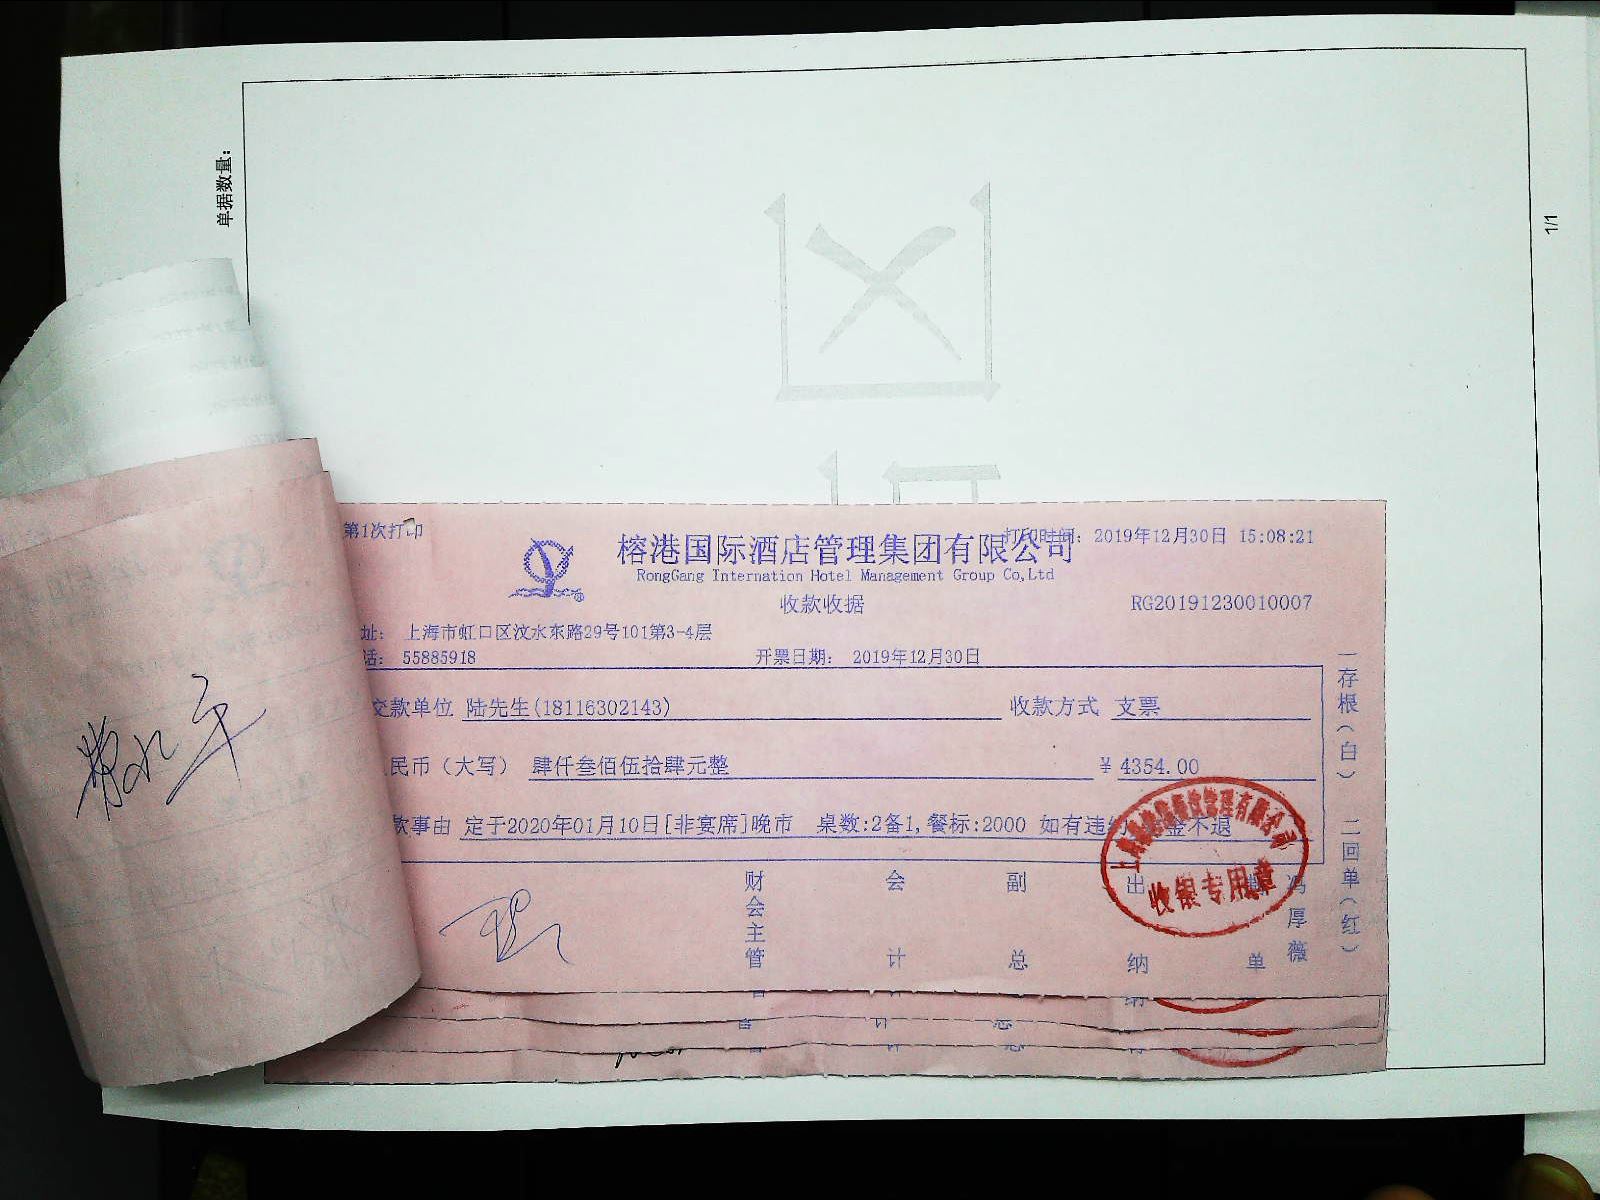 单据数量：
1/1
第1次打印
打印时间：2019年12月30日 15:08:21
榕港国际酒店管理集团有限公司
RongGang Internation Hotel Management Group Co,Ltd
收款收据
RG20191230010007
址： 上海市虹口区汶水东路29号101第3-4层
话： 55885918
开票日期： 2019年12月30日
交款单位 陆先生(18116302143)
收款方式 支票
民币（大写） 肆仟叁佰伍拾肆元整
¥ 4354.00
款事由 定于2020年01月10日[非宴席]晚市 桌数:2备1,餐标:2000 如有违 金不退
财会主管
会计
副总
出纳
单
冯厚薇
一存根（白）
二回单（红）
收银专用章